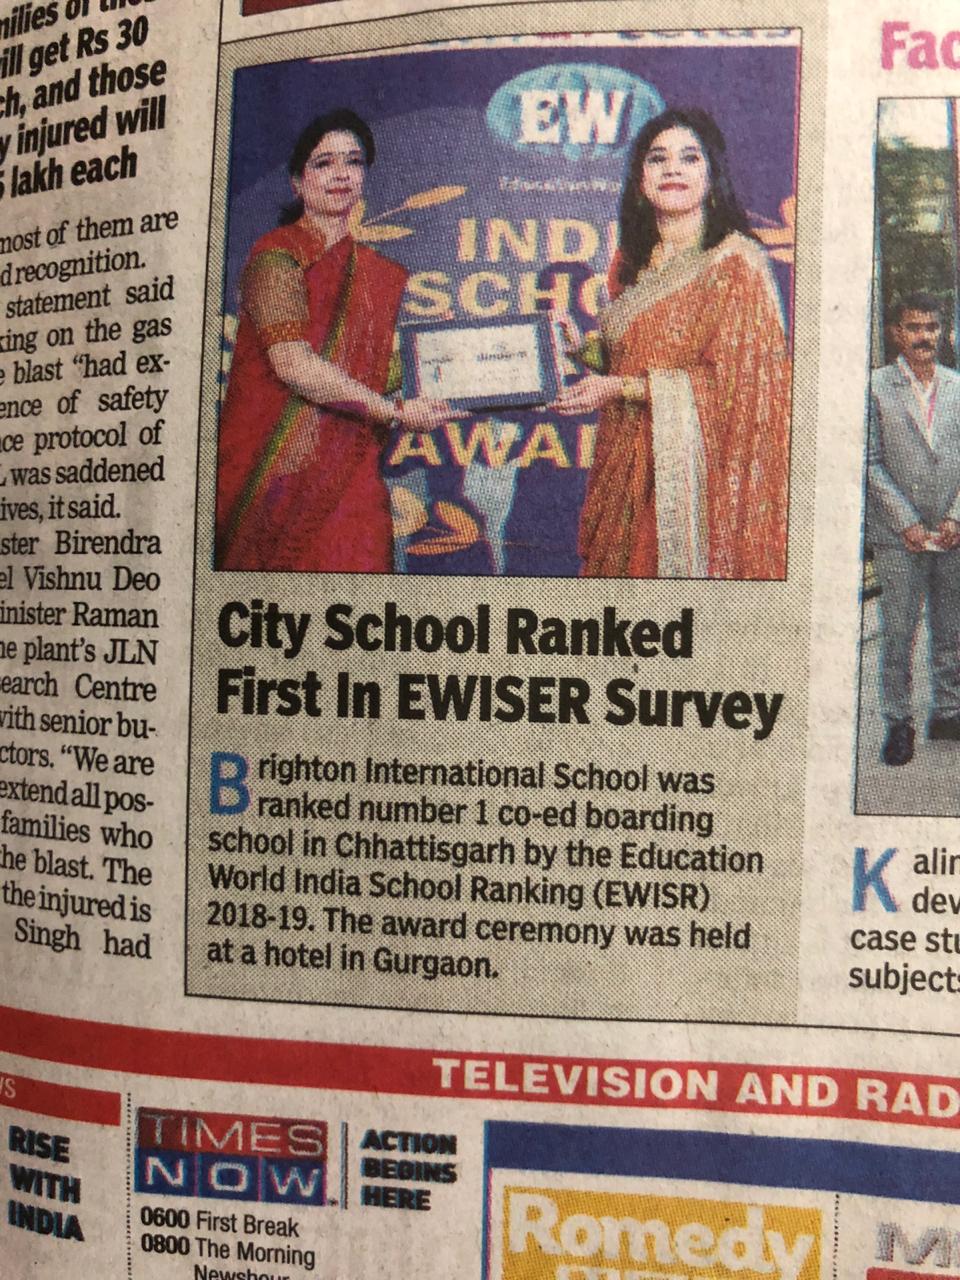 ill get Rs 30
ch, and those
y injured will
lakh each
most of them are
d recognition.
statement said
king on the gas
e blast "had ex-
ence of safety
ce protocol of
was saddened
ives, it said.
ster Birendra
el Vishnu Deo
inister Raman
he plant's JLN
earch Centre
with senior bu-
ctors. "We are
extend all pos-
families who
he blast. The
the injured is
Singh had
EW
EducationWo
INDI
SCHO
AWAR
City School Ranked
First In EWISER Survey
Brighton International School was
ranked number 1 co-ed boarding
school in Chhattisgarh by the Education
World India School Ranking (EWISR)
2018-19. The award ceremony was held
at a hotel in Gurgaon.
Fac
Kalin
dev
case stu
subjects
TELEVISION AND RAD
WS
RISE
WITH
INDIA
TIMES
NOW
ACTION
BEGINS
HERE
0600 First Break
0800 The Morning
Newshour
Romedy